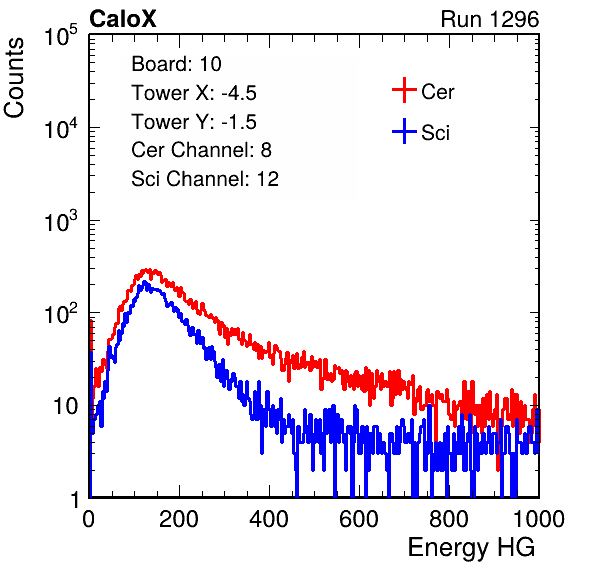 CaloX Run 1296
Counts
10^5
10^4
10^3
10^2
10
1
Board: 10
Tower X: -4.5
Tower Y: -1.5
Cer Channel: 8
Sci Channel: 12
Cer
Sci
0 200 400 600 800 1000
Energy HG